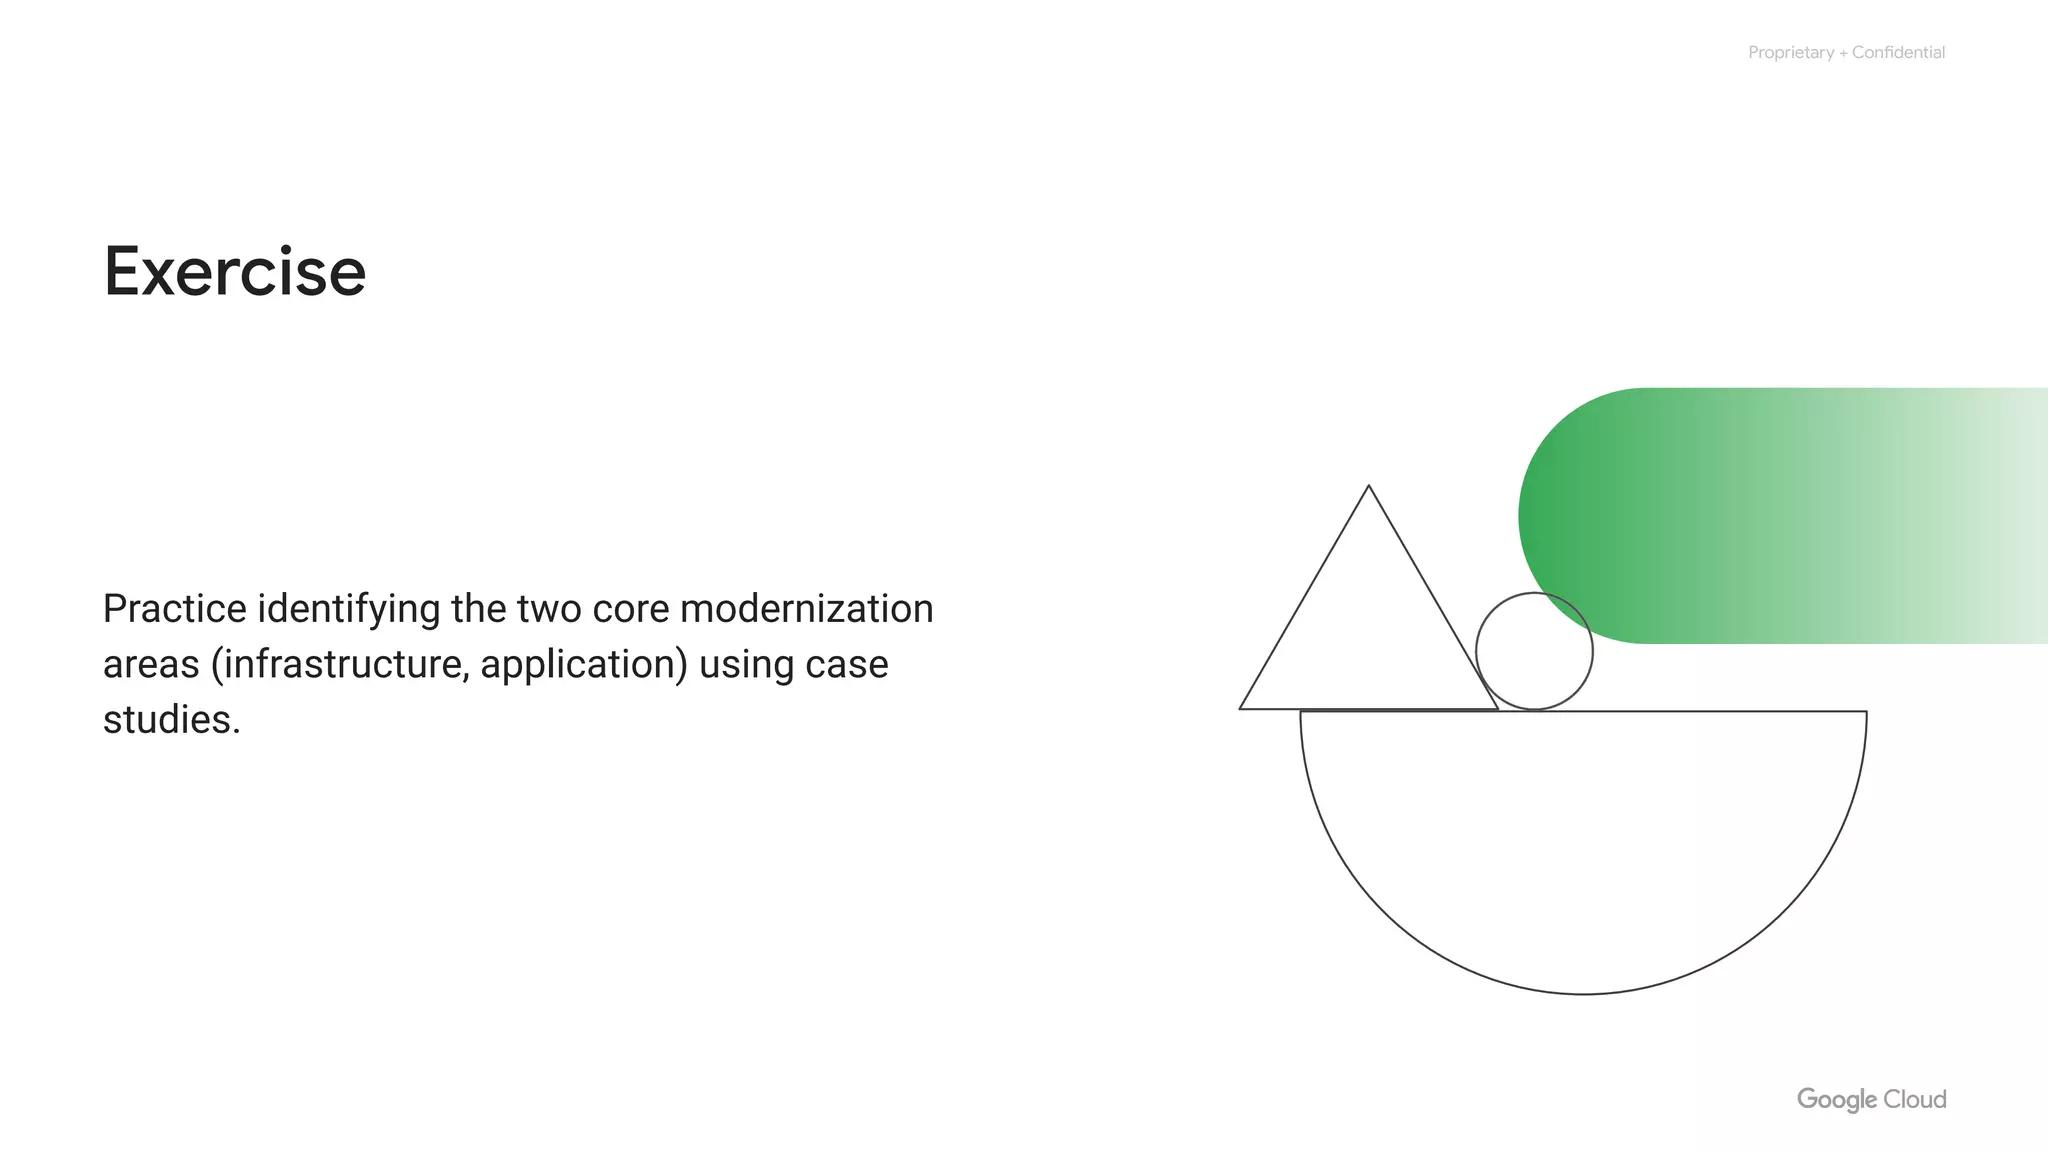 Proprietary + Confidential
Exercise
Practice identifying the two core modernization
areas (infrastructure, application) using case
studies.
Google Cloud